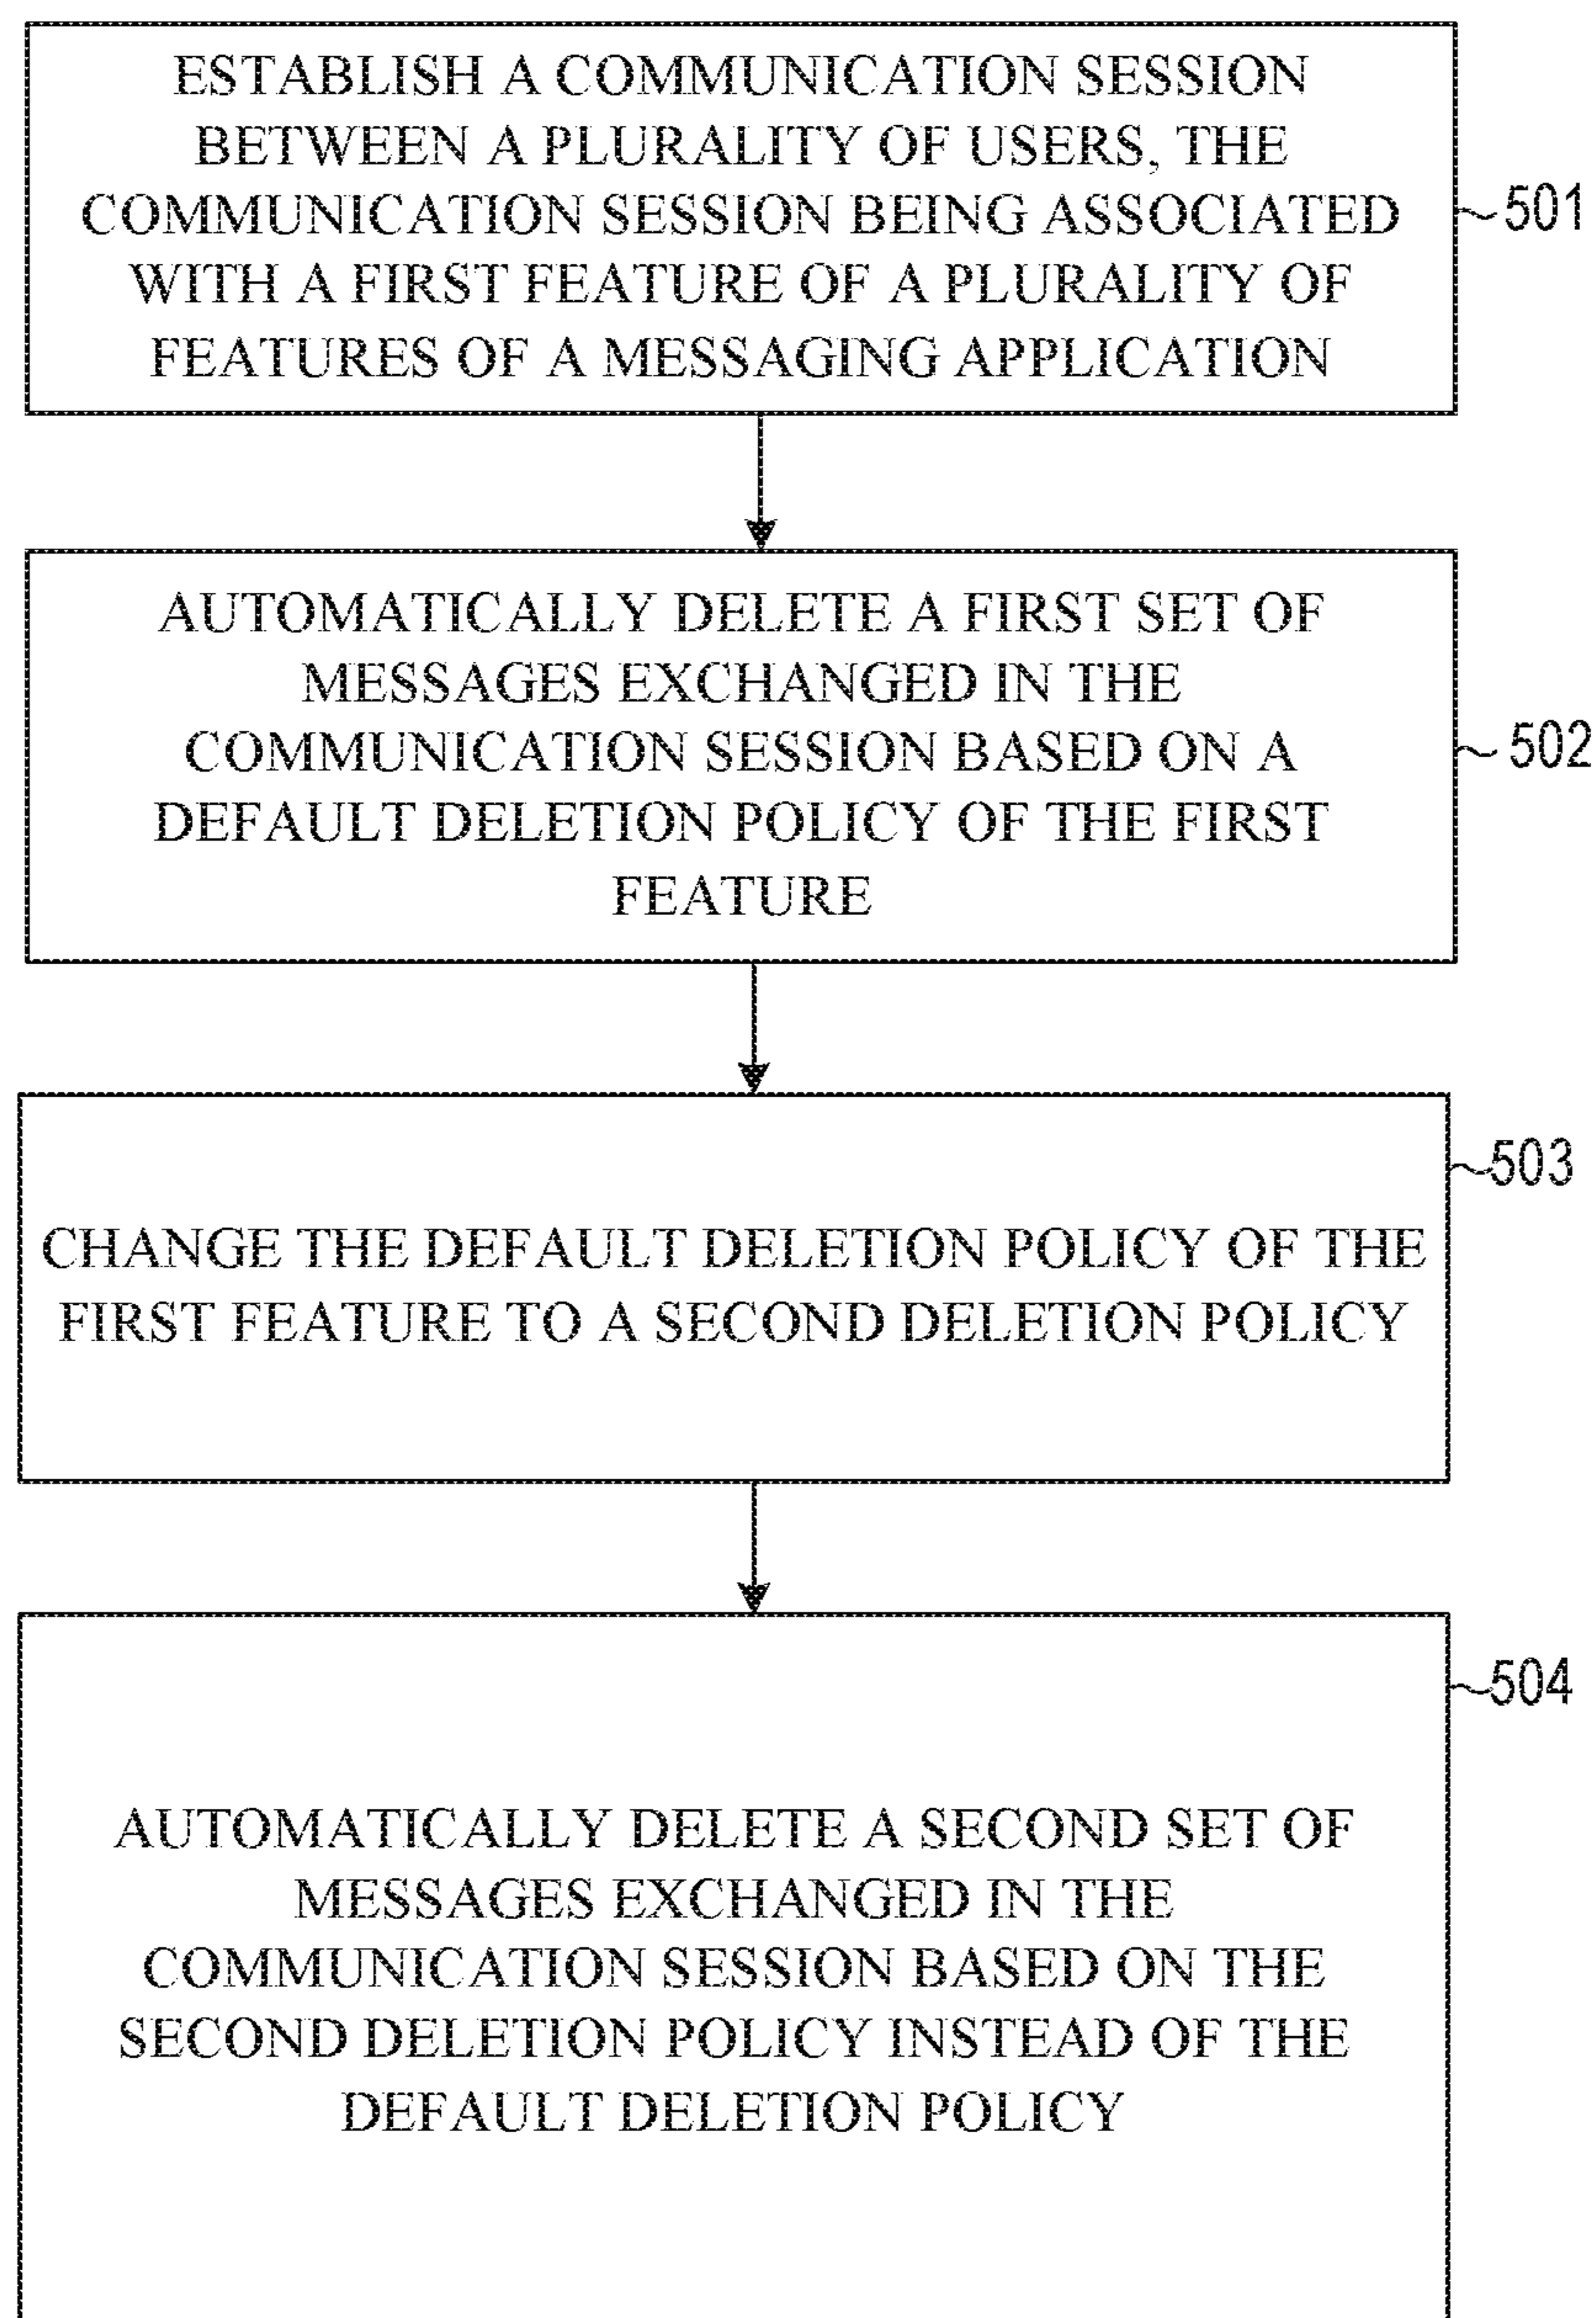 ESTABLISH A COMMUNICATION SESSION
BETWEEN A PLURALITY OF USERS, THE
COMMUNICATION SESSION BEING ASSOCIATED
WITH A FIRST FEATURE OF A PLURALITY OF
FEATURES OF A MESSAGING APPLICATION
501
AUTOMATICALLY DELETE A FIRST SET OF
MESSAGES EXCHANGED IN THE
COMMUNICATION SESSION BASED ON A
DEFAULT DELETION POLICY OF THE FIRST
FEATURE
502
503
CHANGE THE DEFAULT DELETION POLICY OF THE
FIRST FEATURE TO A SECOND DELETION POLICY
504
AUTOMATICALLY DELETE A SECOND SET OF
MESSAGES EXCHANGED IN THE
COMMUNICATION SESSION BASED ON THE
SECOND DELETION POLICY INSTEAD OF THE
DEFAULT DELETION POLICY